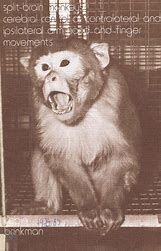 split-brain monkeys
cerebral control of contralateral and
ipsilateral arm, hand and finger
movements
brinkman